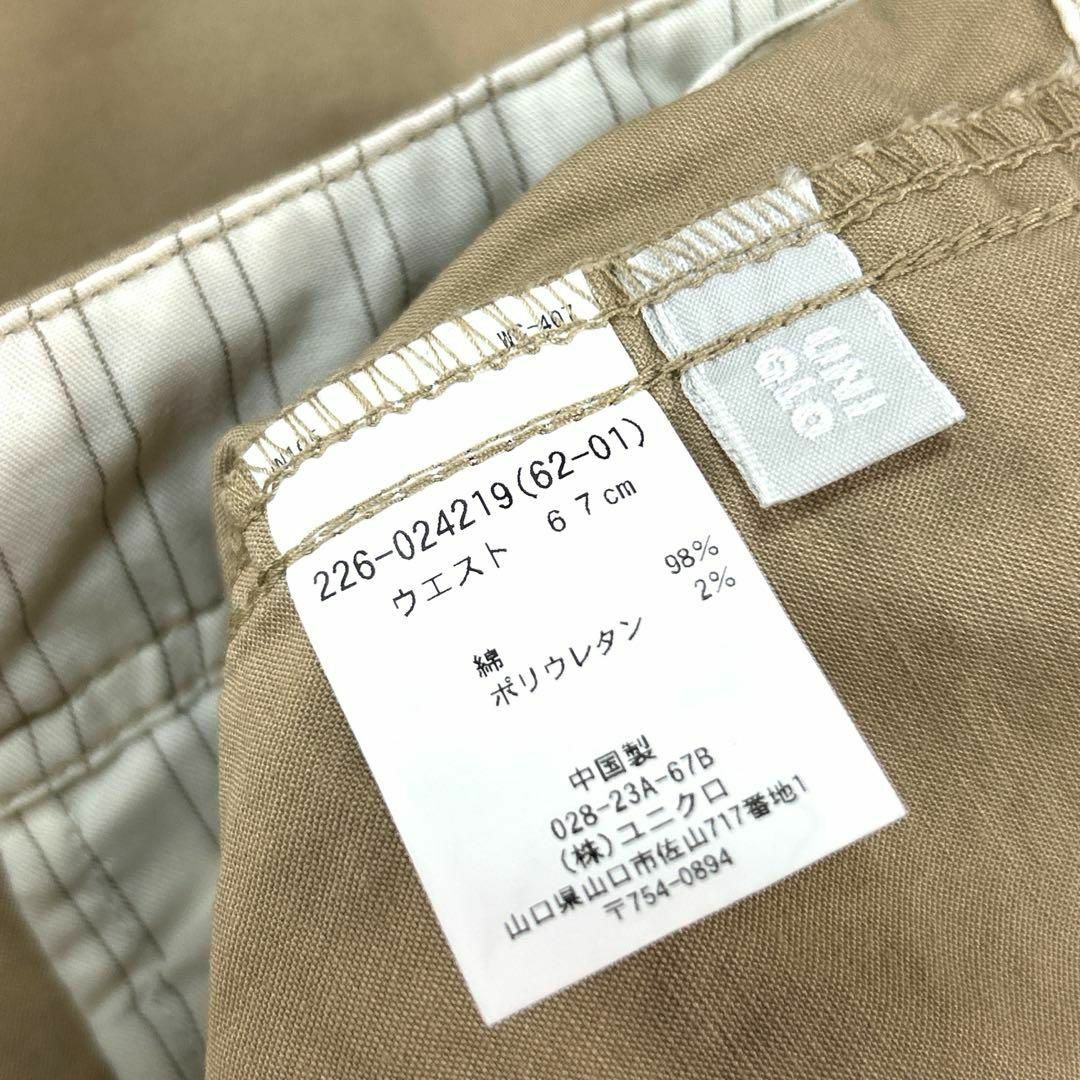 WC-407
226-024219(62-01)
ウエスト 67cm
綿 98%
ポリウレタン 2%
中国製
028-23A-67B
(株)ユニクロ
山口県山口市佐山717番地1
〒754-0894
UNI
QLO